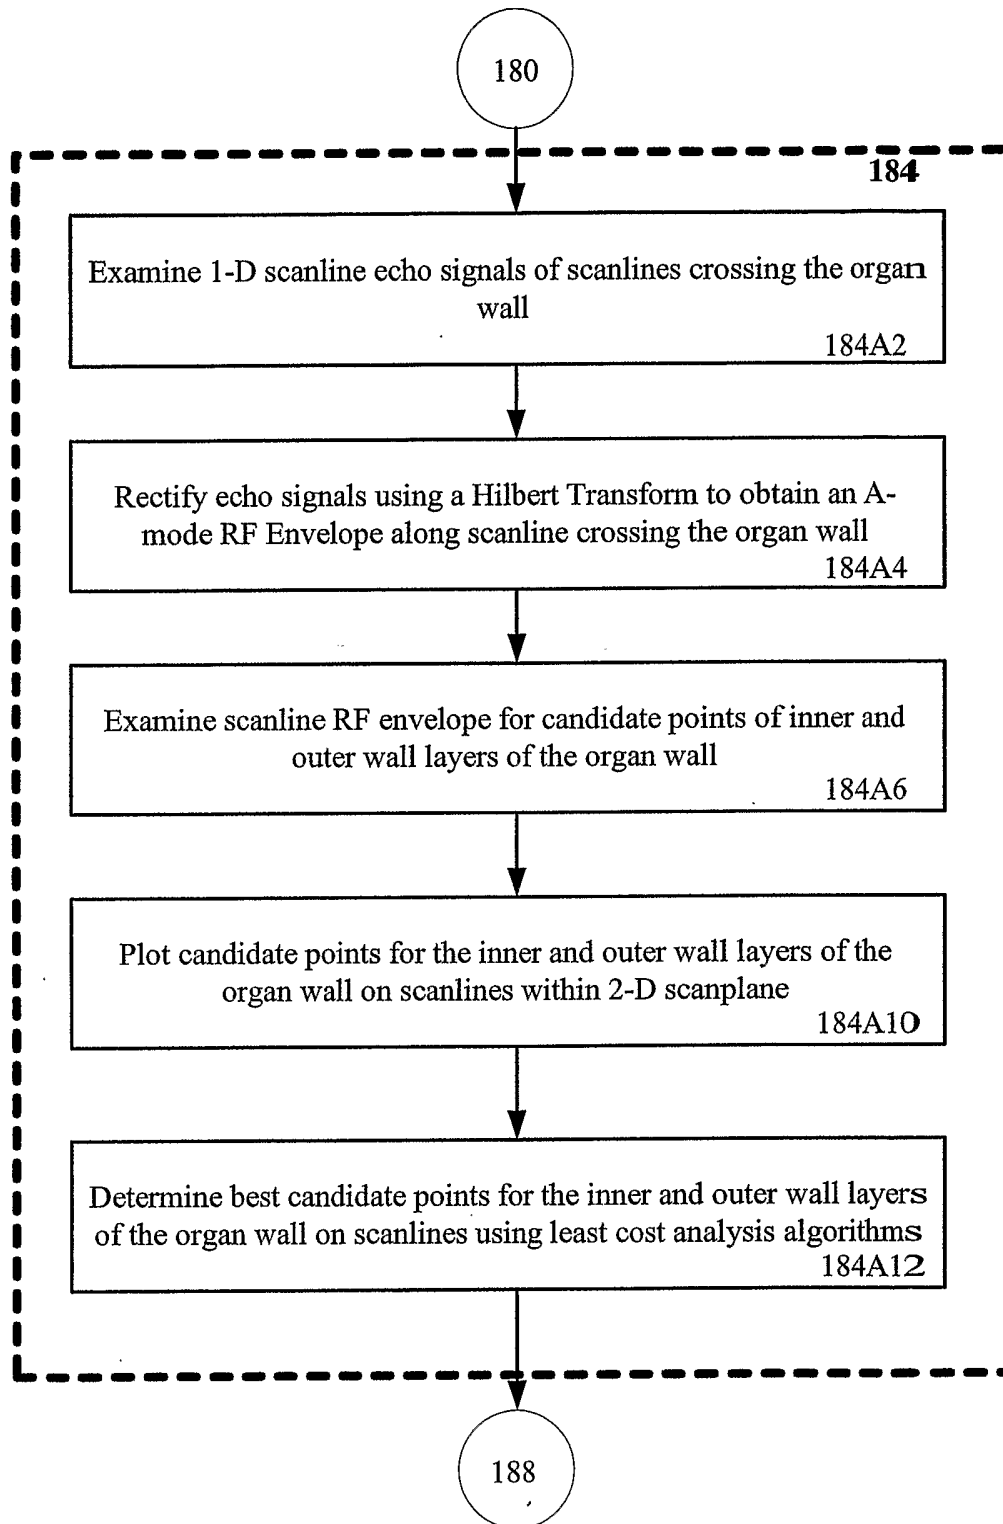 180
184
Examine 1-D scanline echo signals of scanlines crossing the organ
wall
184A2
Rectify echo signals using a Hilbert Transform to obtain an A-
mode RF Envelope along scanline crossing the organ wall
184A4
Examine scanline RF envelope for candidate points of inner and
outer wall layers of the organ wall
184A6
Plot candidate points for the inner and outer wall layers of the
organ wall on scanlines within 2-D scanplane
184A10
Determine best candidate points for the inner and outer wall layers
of the organ wall on scanlines using least cost analysis algorithms
184A12
188